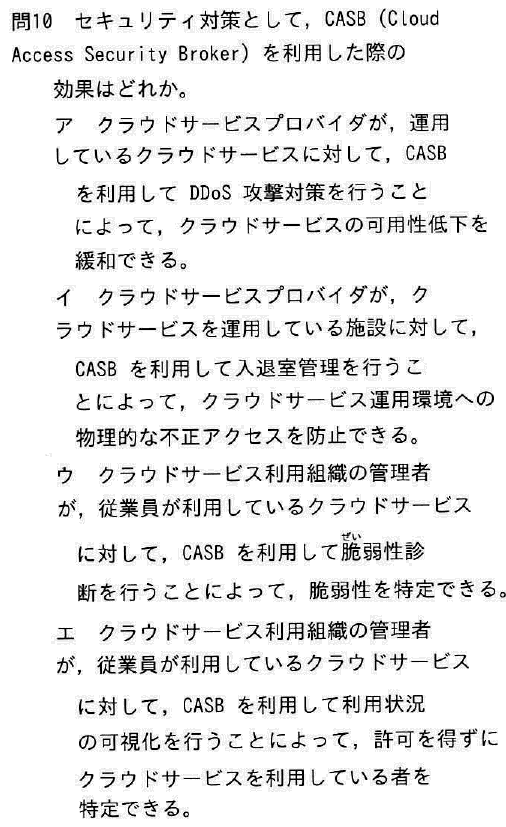 問10　セキュリティ対策として，CASB（Cloud
Access Security Broker）を利用した際の
効果はどれか。
ア　クラウドサービスプロバイダが，運用
しているクラウドサービスに対して，CASB
を利用して DDoS 攻撃対策を行うこと
によって，クラウドサービスの可用性低下を
緩和できる。
イ　クラウドサービスプロバイダが，ク
ラウドサービスを運用している施設に対して，
CASB を利用して入退室管理を行うこ
とによって，クラウドサービス運用環境への
物理的な不正アクセスを防止できる。
ウ　クラウドサービス利用組織の管理者
が，従業員が利用しているクラウドサービス
ぜい
に対して，CASB を利用して脆弱性診
断を行うことによって，脆弱性を特定できる。
エ　クラウドサービス利用組織の管理者
が，従業員が利用しているクラウドサービス
に対して，CASB を利用して利用状況
の可視化を行うことによって，許可を得ずに
クラウドサービスを利用している者を
特定できる。